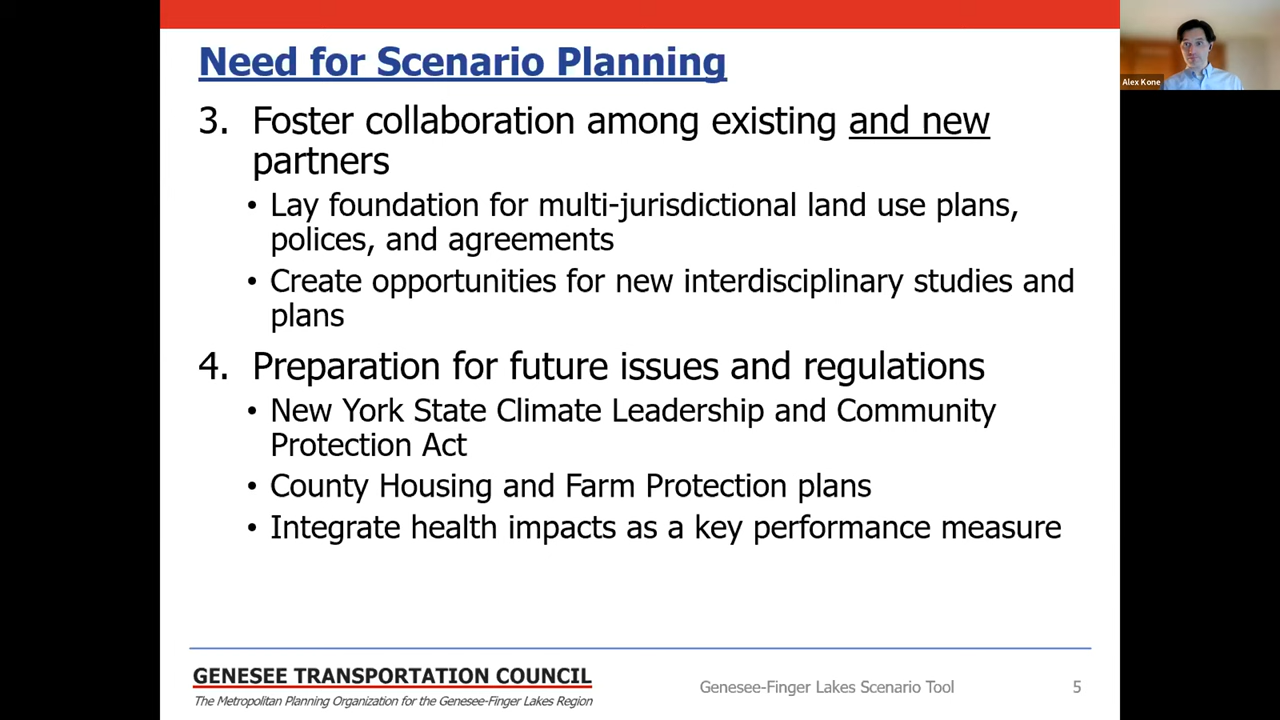 Need for Scenario Planning
3. Foster collaboration among existing and new
partners
• Lay foundation for multi-jurisdictional land use plans,
polices, and agreements
• Create opportunities for new interdisciplinary studies and
plans
4. Preparation for future issues and regulations
• New York State Climate Leadership and Community
Protection Act
• County Housing and Farm Protection plans
• Integrate health impacts as a key performance measure
GENESEE TRANSPORTATION COUNCIL
The Metropolitan Planning Organization for the Genesee-Finger Lakes Region
Genesee-Finger Lakes Scenario Tool
5
Alex Kone